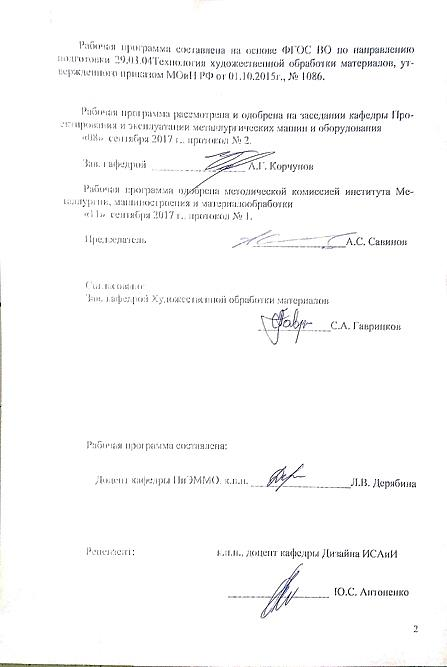 Рабочая программа составлена на основе ФГОС ВО по направлению
подготовки 29.03.04Технология художественной обработки материалов, ут-
вержденного приказом МОиН РФ от 01.10.2015г., № 1086.
Рабочая программа рассмотрена и одобрена на заседании кафедры Про-
ектирования и эксплуатации металлургических машин и оборудования
«08» сентября 2017 г., протокол № 2.
Зав. кафедрой А.Г. Корчунов
Рабочая программа одобрена методической комиссией института Ме-
таллургии, машиностроения и материалообработки
«11» сентября 2017 г., протокол № 1.
Председатель А.С. Савинов
Согласовано:
Зав. кафедрой Художественной обработки материалов
С.А. Гаврицков
Рабочая программа составлена:
Доцент кафедры ПиЭММО, к.п.н. Л.В. Дерябина
Рецензент: к.п.н., доцент кафедры Дизайна ИСАиИ
Ю.С. Антоненко
2